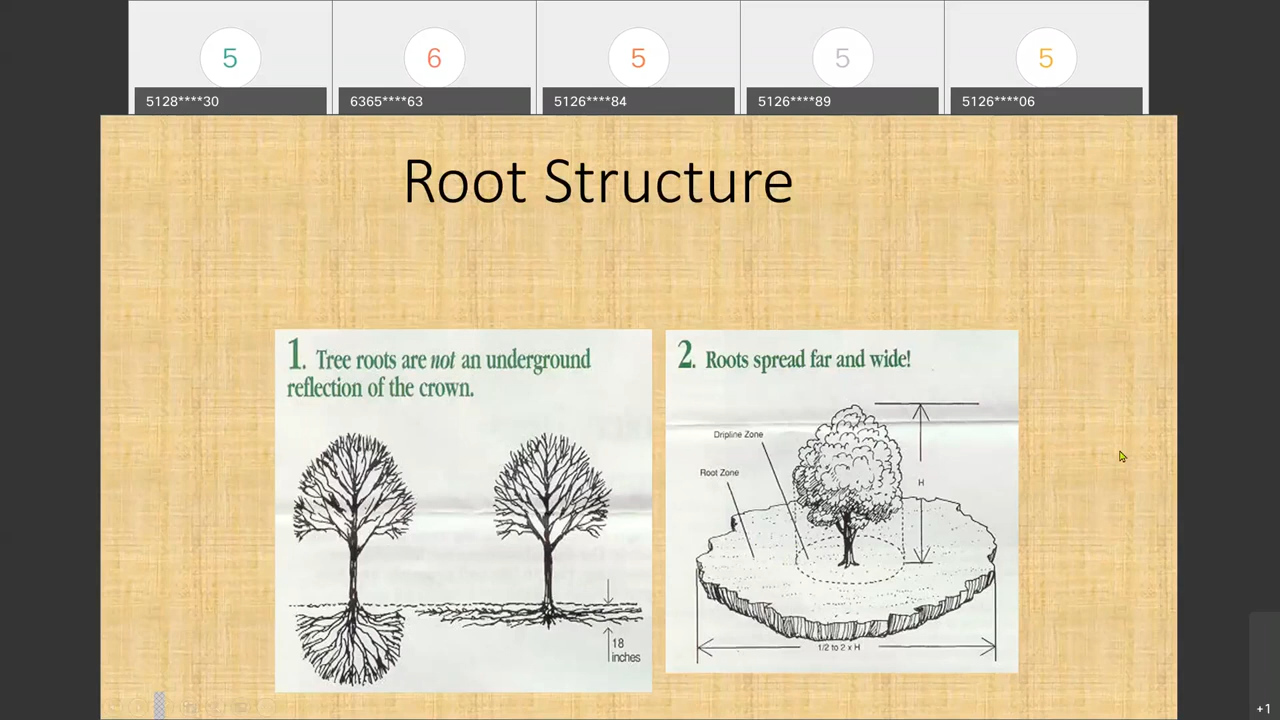 5
6
5
5
5
5128****30
6365****63
5126****84
5126****89
5126****06
Root Structure
1. Tree roots are not an underground
reflection of the crown.
18
inches
2. Roots spread far and wide!
Dripline Zone
Root Zone
H
1/2 to 2 x H
+1